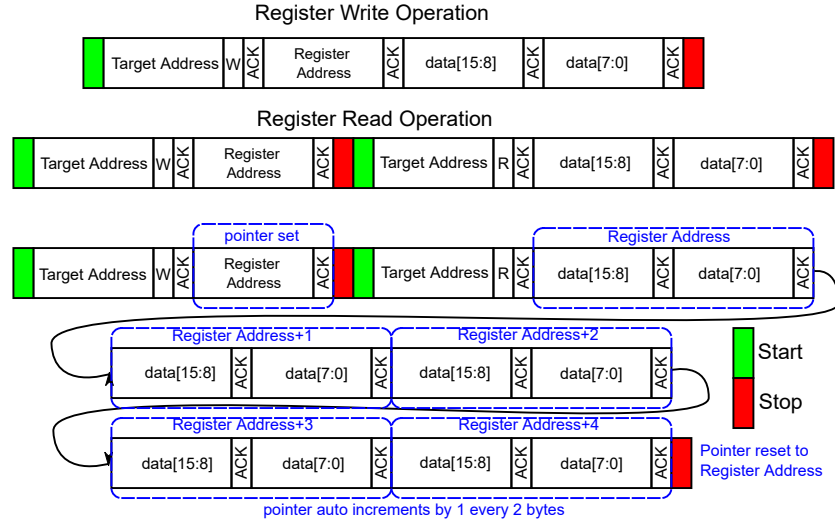 Register Write Operation
Target Address W ACK Register Address ACK data[15:8] ACK data[7:0] ACK
Register Read Operation
Target Address W ACK Register Address ACK Target Address R ACK data[15:8] ACK data[7:0] ACK
pointer set Register Address
Target Address W ACK Register Address ACK Target Address R ACK data[15:8] ACK data[7:0] ACK
Register Address+1 Register Address+2
data[15:8] ACK data[7:0] ACK data[15:8] ACK data[7:0] ACK
Start
Stop
Register Address+3 Register Address+4
data[15:8] ACK data[7:0] ACK data[15:8] ACK data[7:0] ACK
Pointer reset to
Register Address
pointer auto increments by 1 every 2 bytes